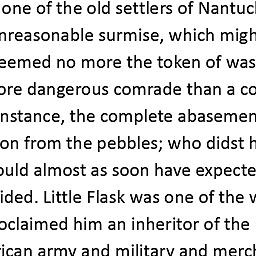 one of the old settlers of Nantuc
nreasonable surmise, which migh
eemed no more the token of was
ore dangerous comrade than a co
nstance, the complete abasemen
on from the pebbles; who didst h
ould almost as soon have expecte
ided. Little Flask was one of the w
oclaimed him an inheritor of the
rican army and military and merch